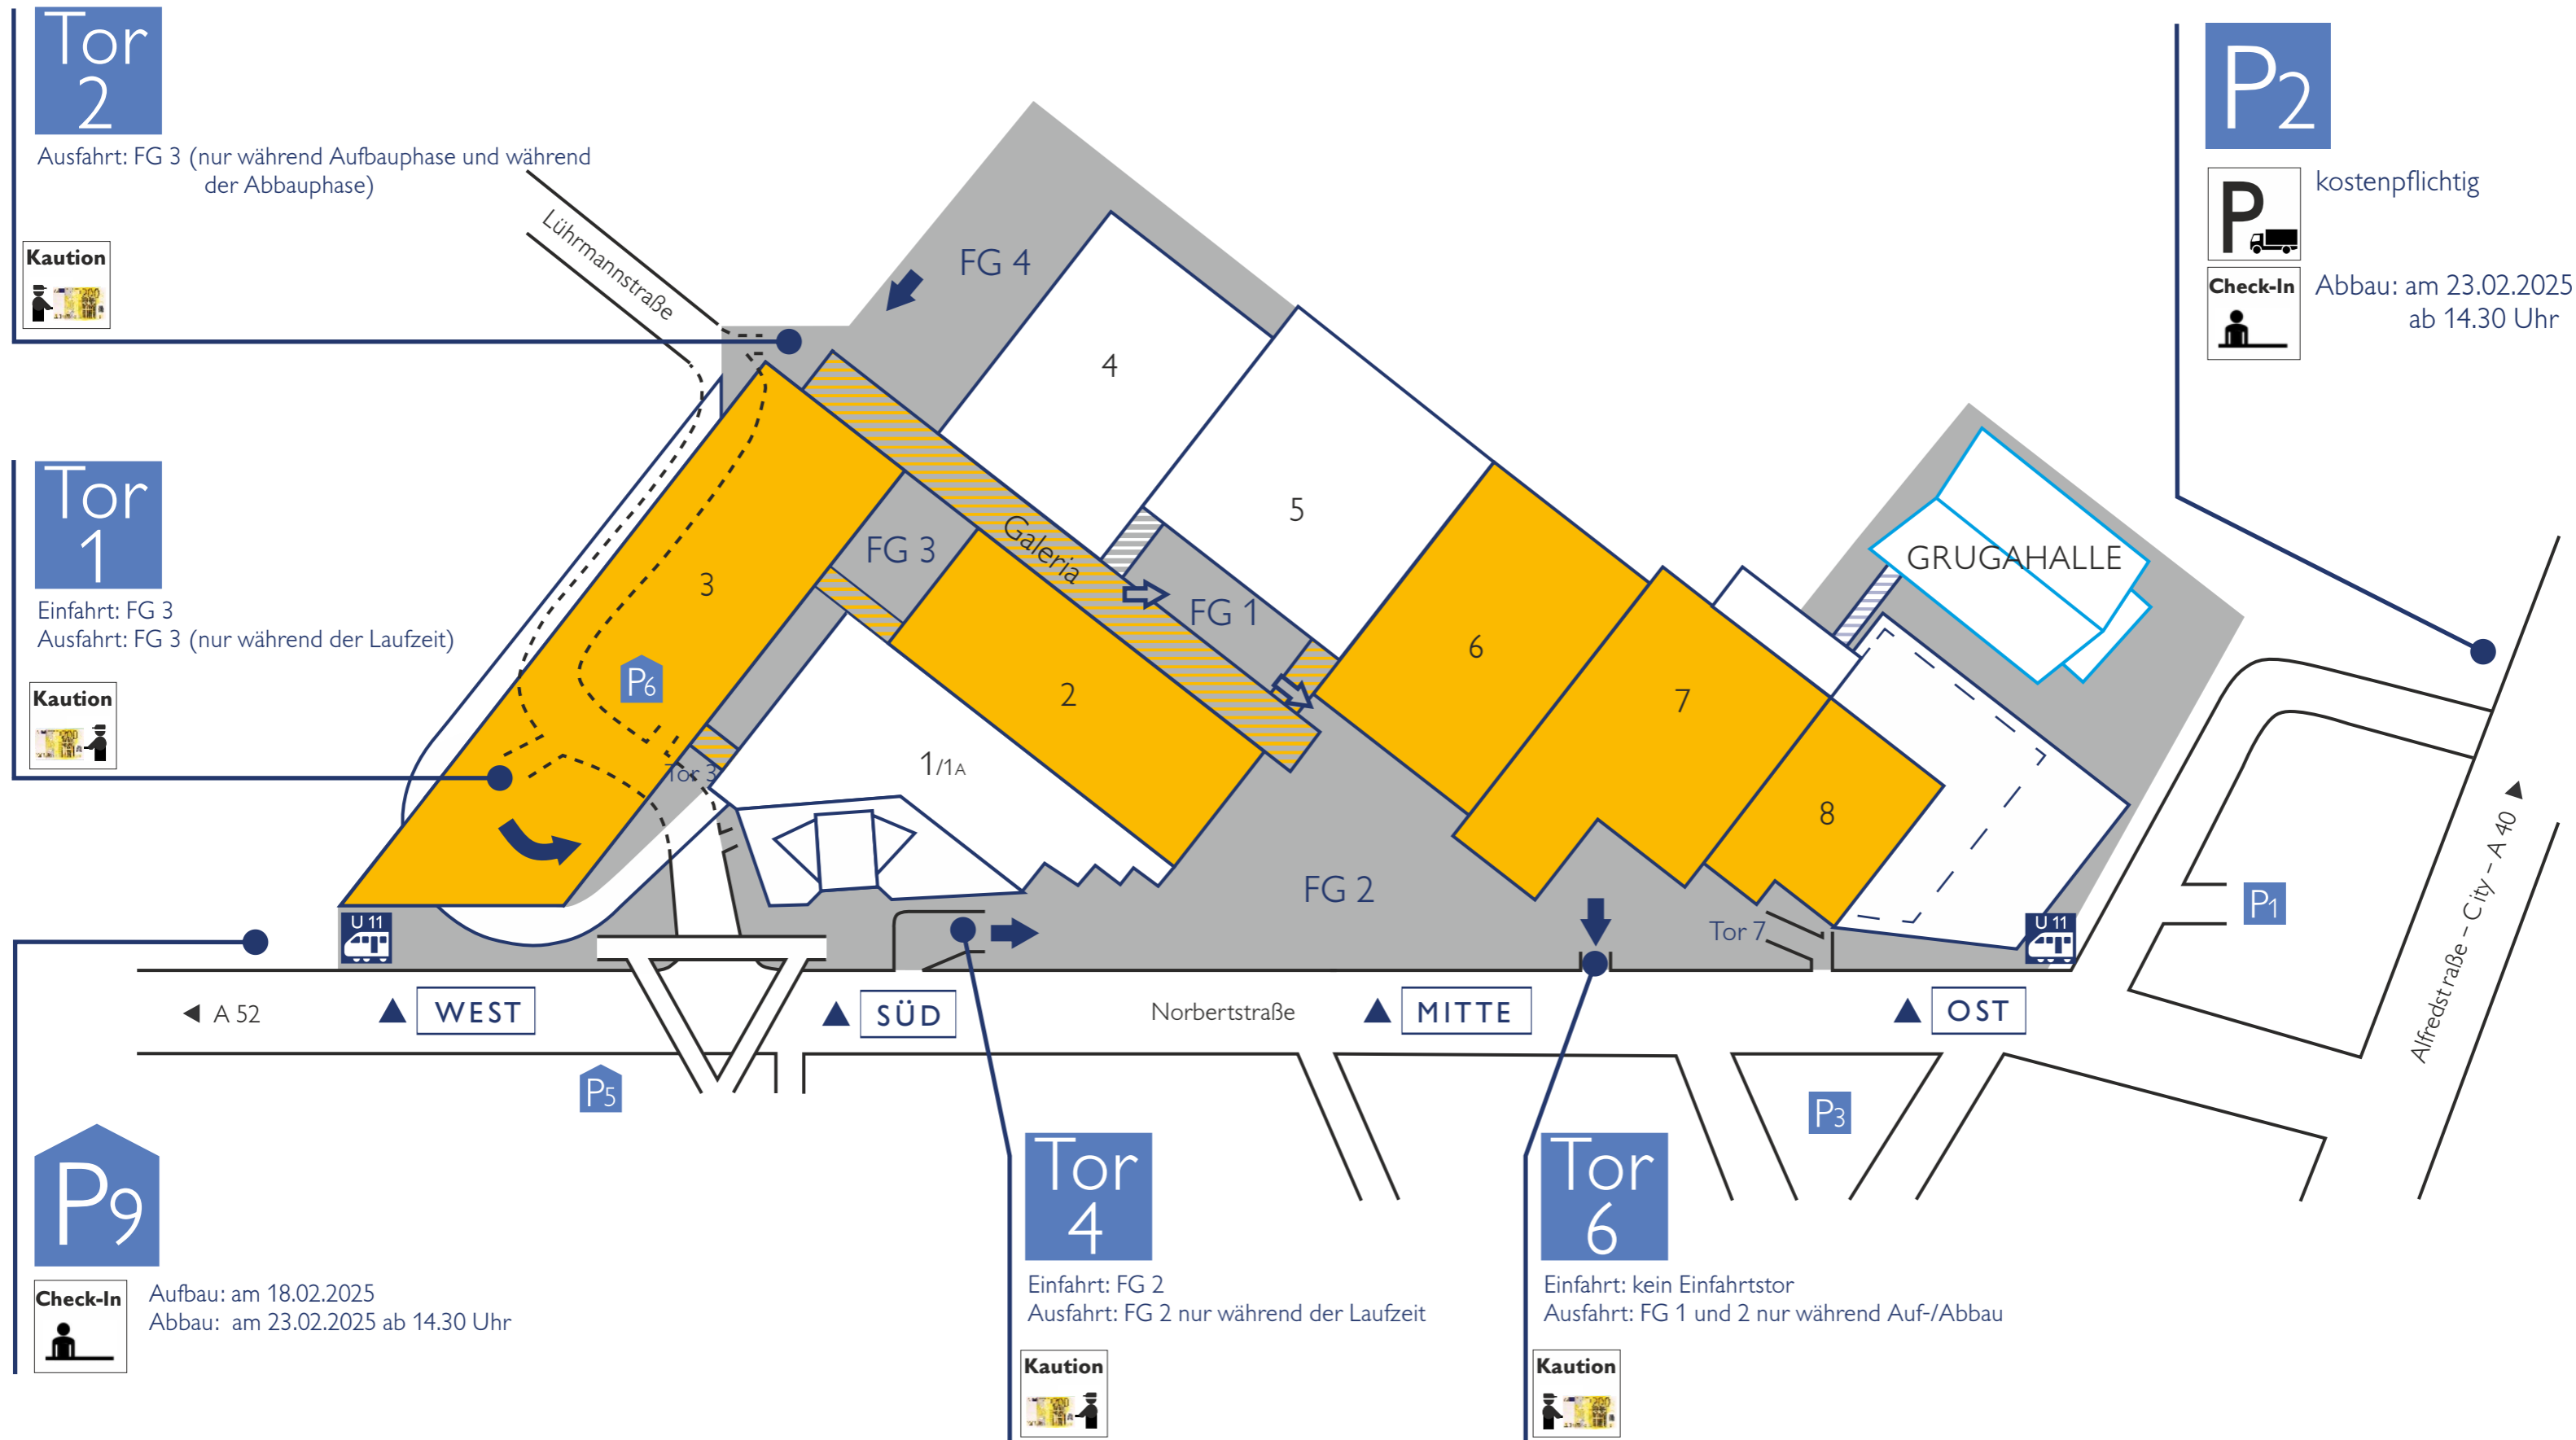 Tor
2
Ausfahrt: FG 3 (nur während Aufbauphase und während
der Abbauphase)
Kaution
Lührmannstraße
P2
kostenpflichtig
P
Check-In
Abbau: am 23.02.2025
ab 14.30 Uhr
Tor
1
Einfahrt: FG 3
Ausfahrt: FG 3 (nur während der Laufzeit)
Kaution
FG 4
4
5
Galeria
FG 3
3
FG 1
GRUGAHALLE
6
P6
2
7
Tor 3
1/1A
8
FG 2
Tor 7
U 11
U 11
P1
Alfredstraße – City – A 40 ▲
◀ A 52
▲ WEST
▲ SÜD
Norbertstraße
▲ MITTE
▲ OST
P5
P3
P9
Check-In
Aufbau: am 18.02.2025
Abbau: am 23.02.2025 ab 14.30 Uhr
Tor
4
Einfahrt: FG 2
Ausfahrt: FG 2 nur während der Laufzeit
Kaution
Tor
6
Einfahrt: kein Einfahrtstor
Ausfahrt: FG 1 und 2 nur während Auf-/Abbau
Kaution